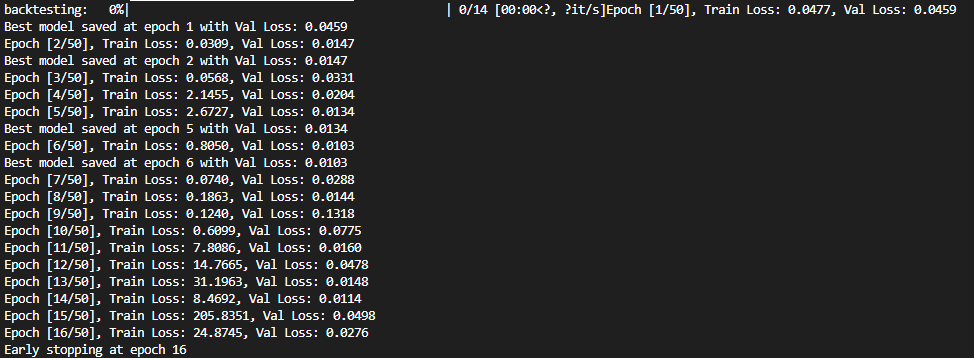 backtesting:   0%|          | 0/14 [00:00<?, ?it/s]Epoch [1/50], Train Loss: 0.0477, Val Loss: 0.0459
Best model saved at epoch 1 with Val Loss: 0.0459
Epoch [2/50], Train Loss: 0.0309, Val Loss: 0.0147
Best model saved at epoch 2 with Val Loss: 0.0147
Epoch [3/50], Train Loss: 0.0568, Val Loss: 0.0331
Epoch [4/50], Train Loss: 2.1455, Val Loss: 0.0204
Epoch [5/50], Train Loss: 2.6727, Val Loss: 0.0134
Best model saved at epoch 5 with Val Loss: 0.0134
Epoch [6/50], Train Loss: 0.8050, Val Loss: 0.0103
Best model saved at epoch 6 with Val Loss: 0.0103
Epoch [7/50], Train Loss: 0.0740, Val Loss: 0.0288
Epoch [8/50], Train Loss: 0.1863, Val Loss: 0.0144
Epoch [9/50], Train Loss: 0.1240, Val Loss: 0.1318
Epoch [10/50], Train Loss: 0.6099, Val Loss: 0.0775
Epoch [11/50], Train Loss: 7.8086, Val Loss: 0.0160
Epoch [12/50], Train Loss: 14.7665, Val Loss: 0.0478
Epoch [13/50], Train Loss: 31.1963, Val Loss: 0.0148
Epoch [14/50], Train Loss: 8.4692, Val Loss: 0.0114
Epoch [15/50], Train Loss: 205.8351, Val Loss: 0.0498
Epoch [16/50], Train Loss: 24.8745, Val Loss: 0.0276
Early stopping at epoch 16